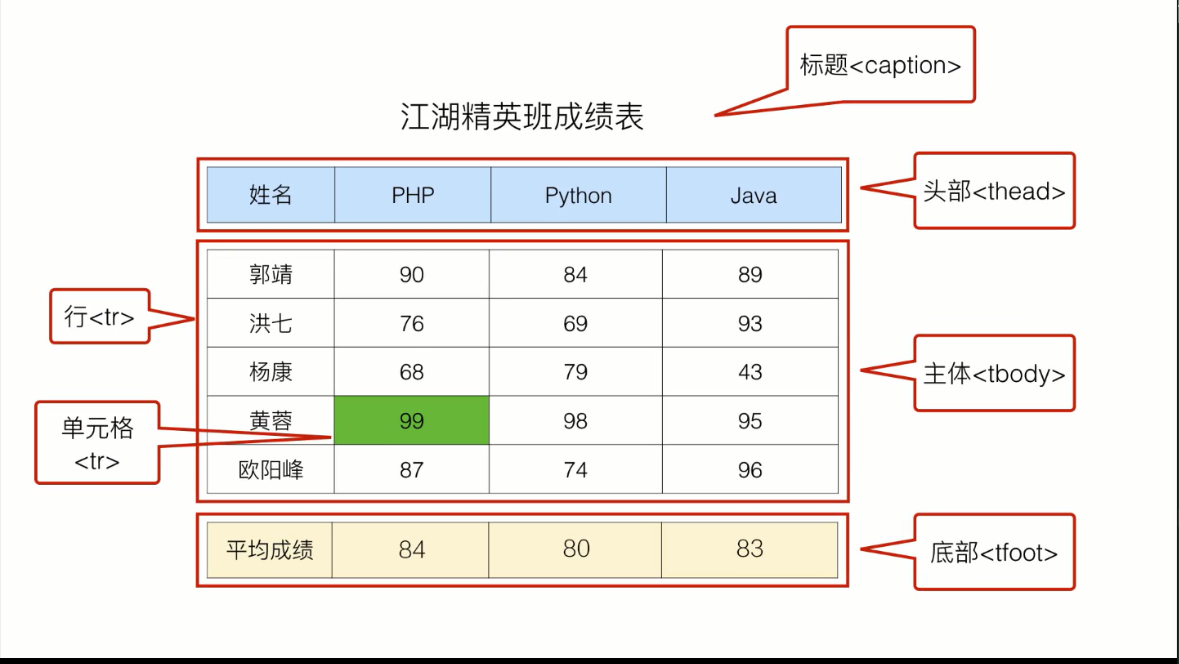 标题<caption>
江湖精英班成绩表
姓名 PHP Python Java
头部<thead>
郭靖 90 84 89
行<tr>
洪七 76 69 93
杨康 68 79 43
主体<tbody>
单元格
<tr>
黄蓉 99 98 95
欧阳峰 87 74 96
平均成绩 84 80 83
底部<tfoot>